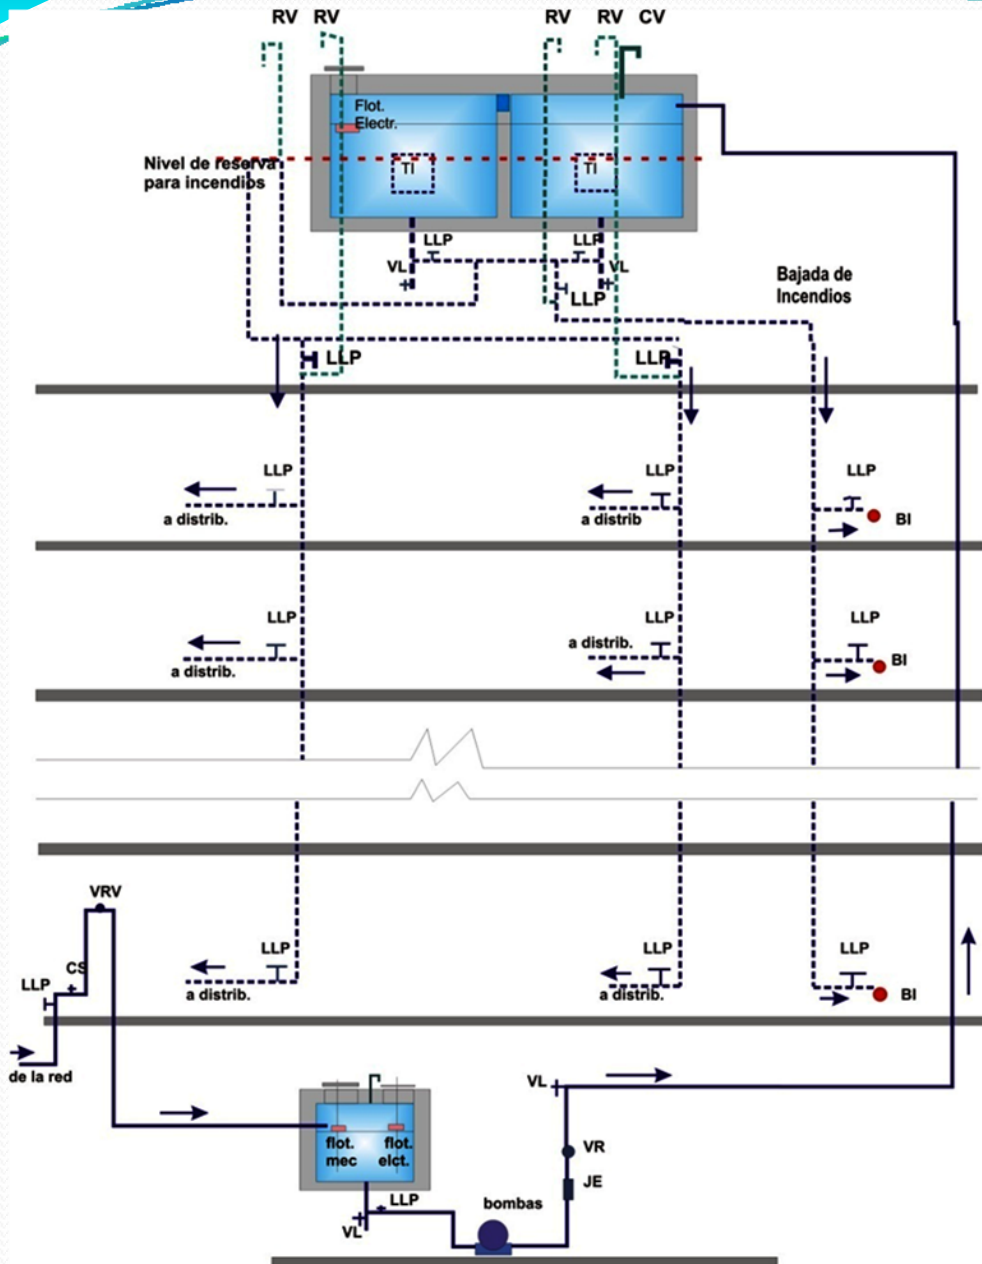 RV RV RV RV CV
Flot.
Electr.
Nivel de reserva
para incendios
TI TI
LLP LLP
VL VL
LLP
Bajada de
Incendios
LLP LLP
LLP LLP LLP
a distrib. a distrib BI
LLP LLP LLP
a distrib. a distrib. BI
VRV
LLP LLP LLP
CS
LLP
a distrib. a distrib. BI
de la red
VL
flot. flot.
mec elct.
VR
JE
LLP
bombas
VL